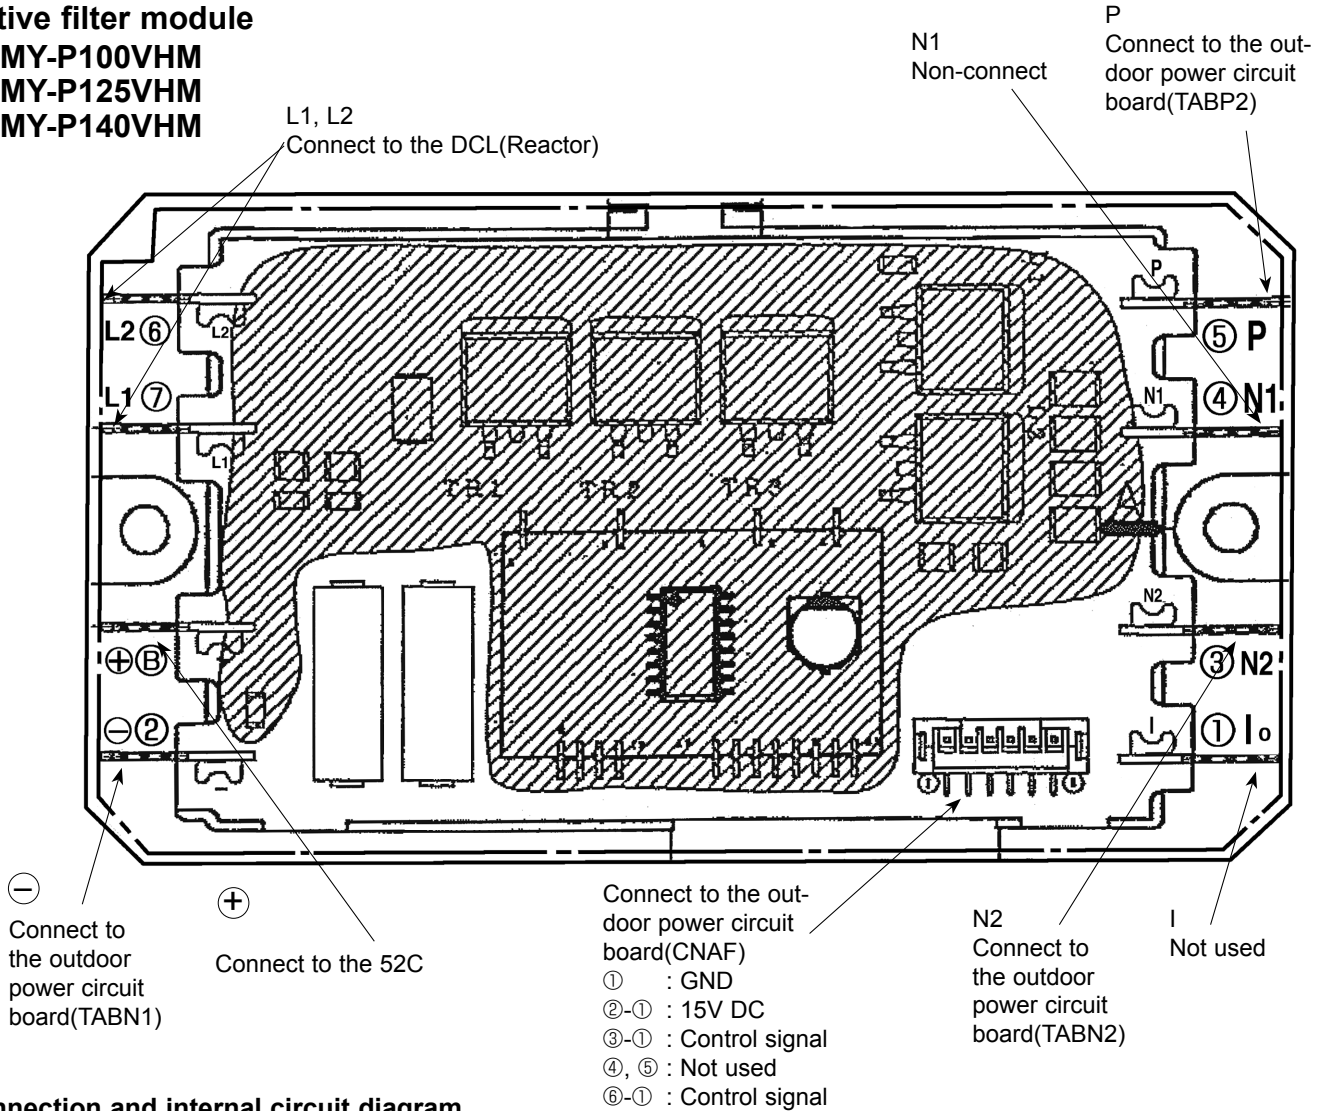 tive filter module
MY-P100VHM
MY-P125VHM
MY-P140VHM
L1, L2
Connect to the DCL(Reactor)
N1
Non-connect
P
Connect to the out-
door power circuit
board(TABP2)
L2⑥
L2
L1⑦
L1
P
⑤ P
N1
④ N1
TR1
TR2
TR3
A
N2
③ N2
⊕Ⓑ
⊖②
I
① Io
⊖
Connect to
the outdoor
power circuit
board(TABN1)
⊕
Connect to the 52C
Connect to the out-
door power circuit
board(CNAF)
① : GND
②-① : 15V DC
③-① : Control signal
④, ⑤ : Not used
⑥-① : Control signal
N2
Connect to
the outdoor
power circuit
board(TABN2)
I
Not used
nnection and internal circuit diagram